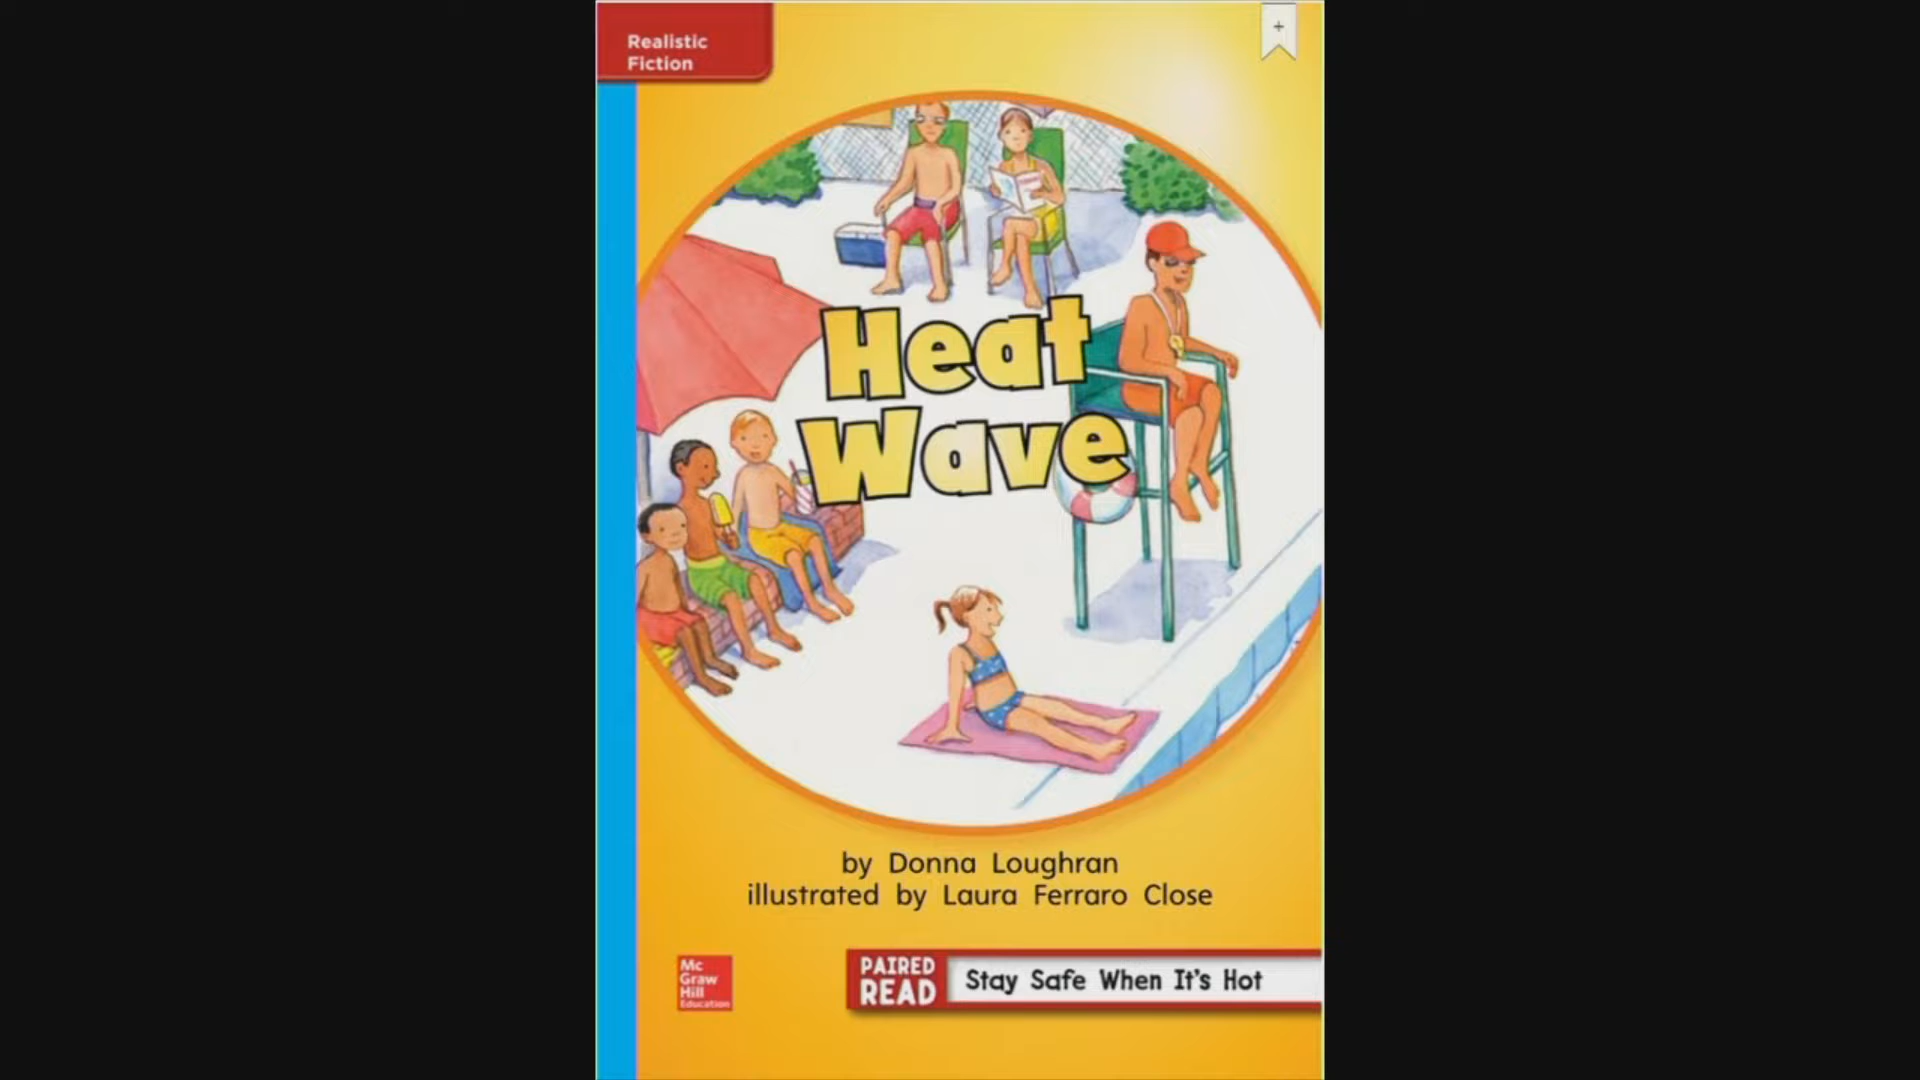 Realistic
Fiction
+
Heat
Wave
by Donna Loughran
illustrated by Laura Ferraro Close
Mc
Graw
Hill
Education
PAIRED
READ
Stay Safe When It's Hot